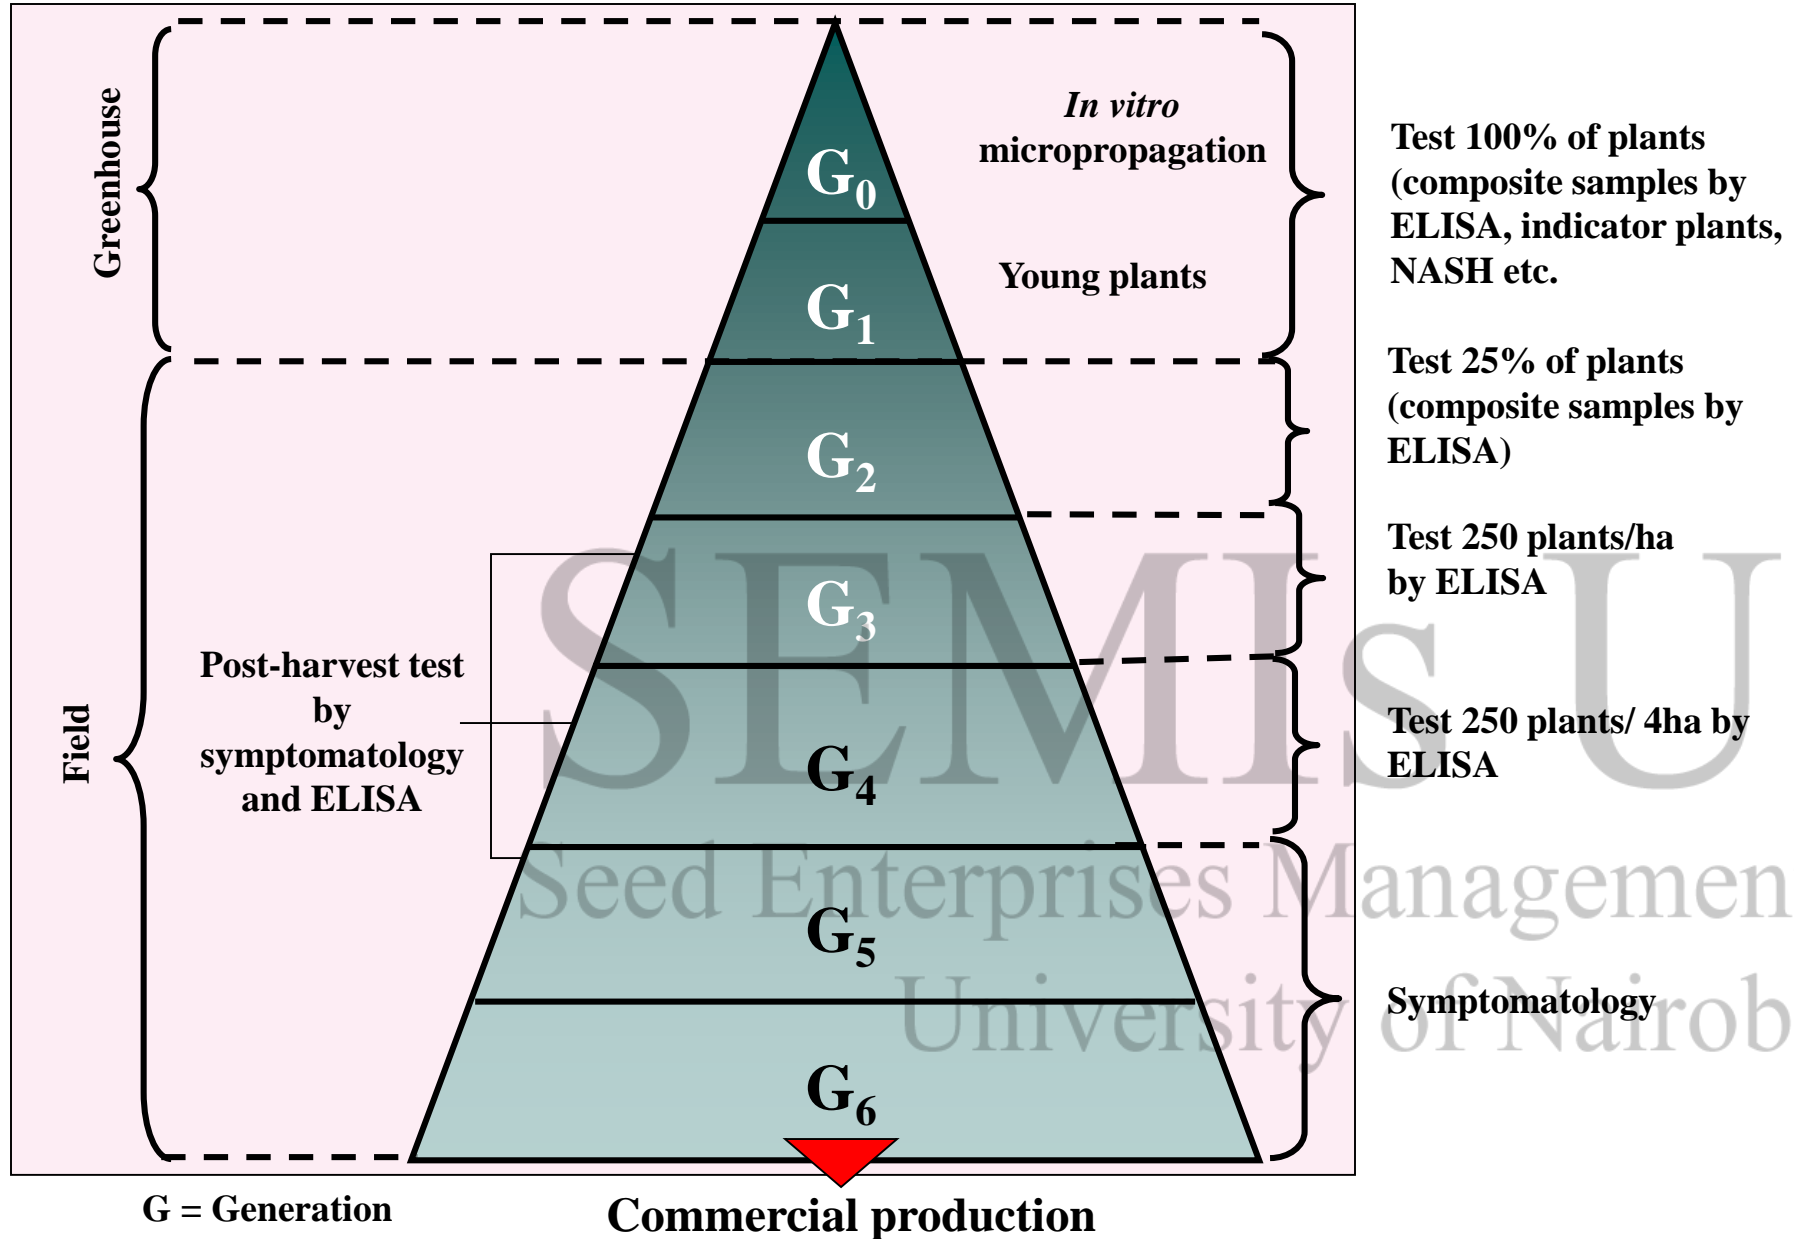 Greenhouse
Field
In vitro
micropropagation
Young plants
G0
G1
G2
G3
G4
G5
G6
Post-harvest test
by
symptomatology
and ELISA
Test 100% of plants
(composite samples by
ELISA, indicator plants,
NASH etc.
Test 25% of plants
(composite samples by
ELISA)
Test 250 plants/ha
by ELISA
Test 250 plants/ 4ha by
ELISA
Symptomatology
SEMIs U
Seed Enterprises Managemen
University of Nairob
G = Generation
Commercial production